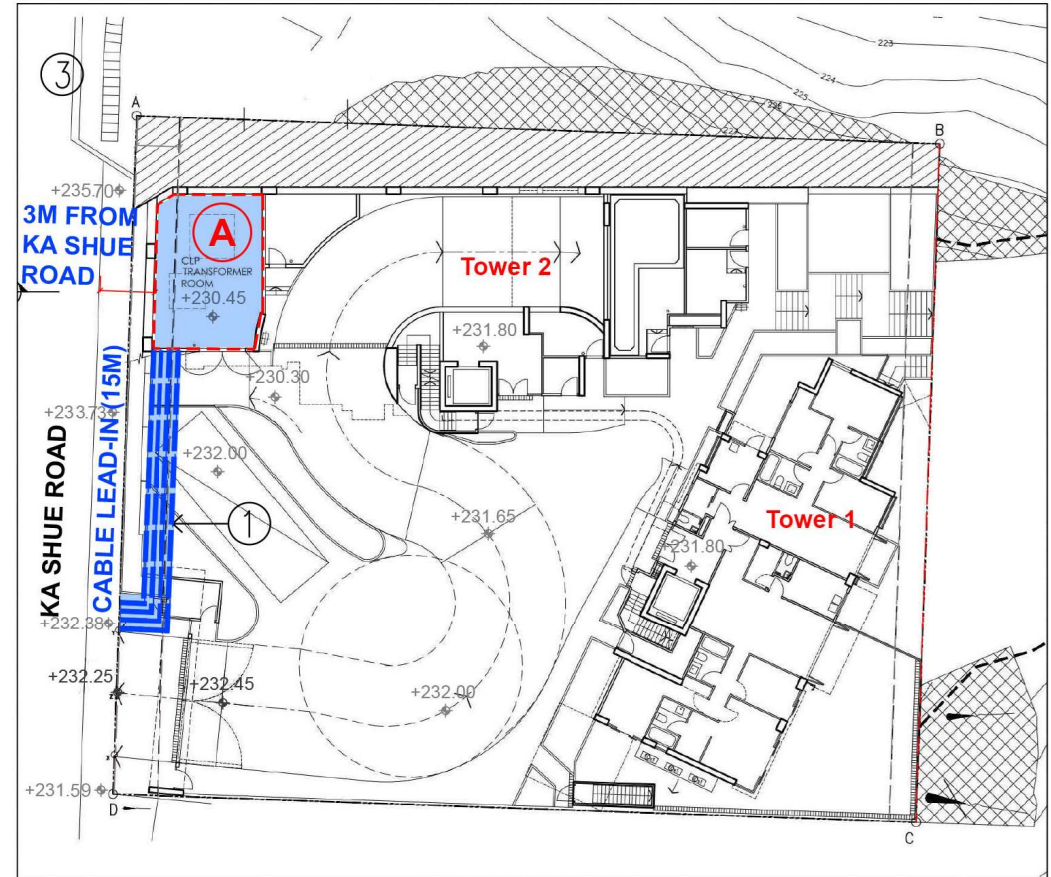 3
A
B
223
224
225
226
+235.70
3M FROM
KA SHUE
ROAD
A
CLP
TRANSFORMER
ROOM
+230.45
Tower 2
+231.80
+230.30
+233.73
CABLE LEAD-IN (15M)
KA SHUE ROAD
+232.00
1
+231.65
Tower 1
+231.80
+232.38
+232.25
+232.45
+232.00
+231.59
D
C